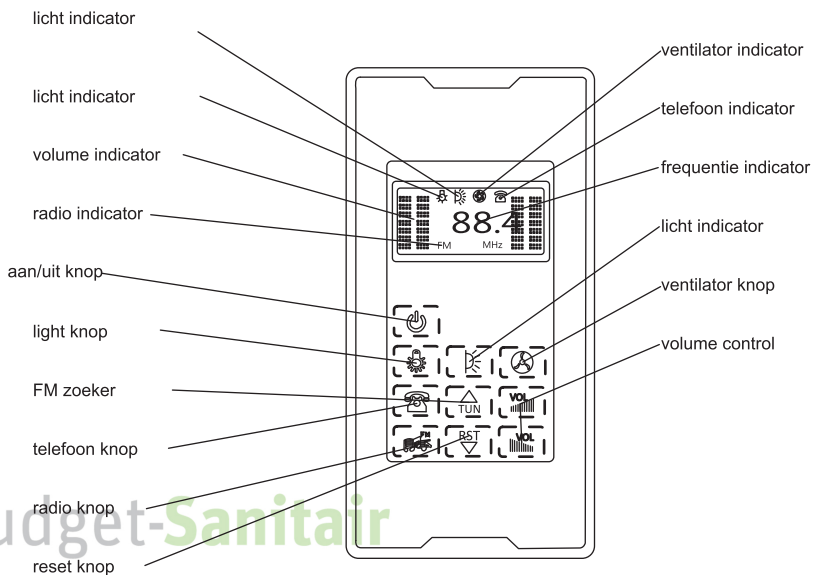 licht indicator
licht indicator
volume indicator
radio indicator
aan/uit knop
light knop
FM zoeker
telefoon knop
radio knop
reset knop
88.4
FM MHz
TUN
VOL
FM
RST
VOL
ventilator indicator
telefoon indicator
frequentie indicator
licht indicator
ventilator knop
volume control
udget-Sanitair